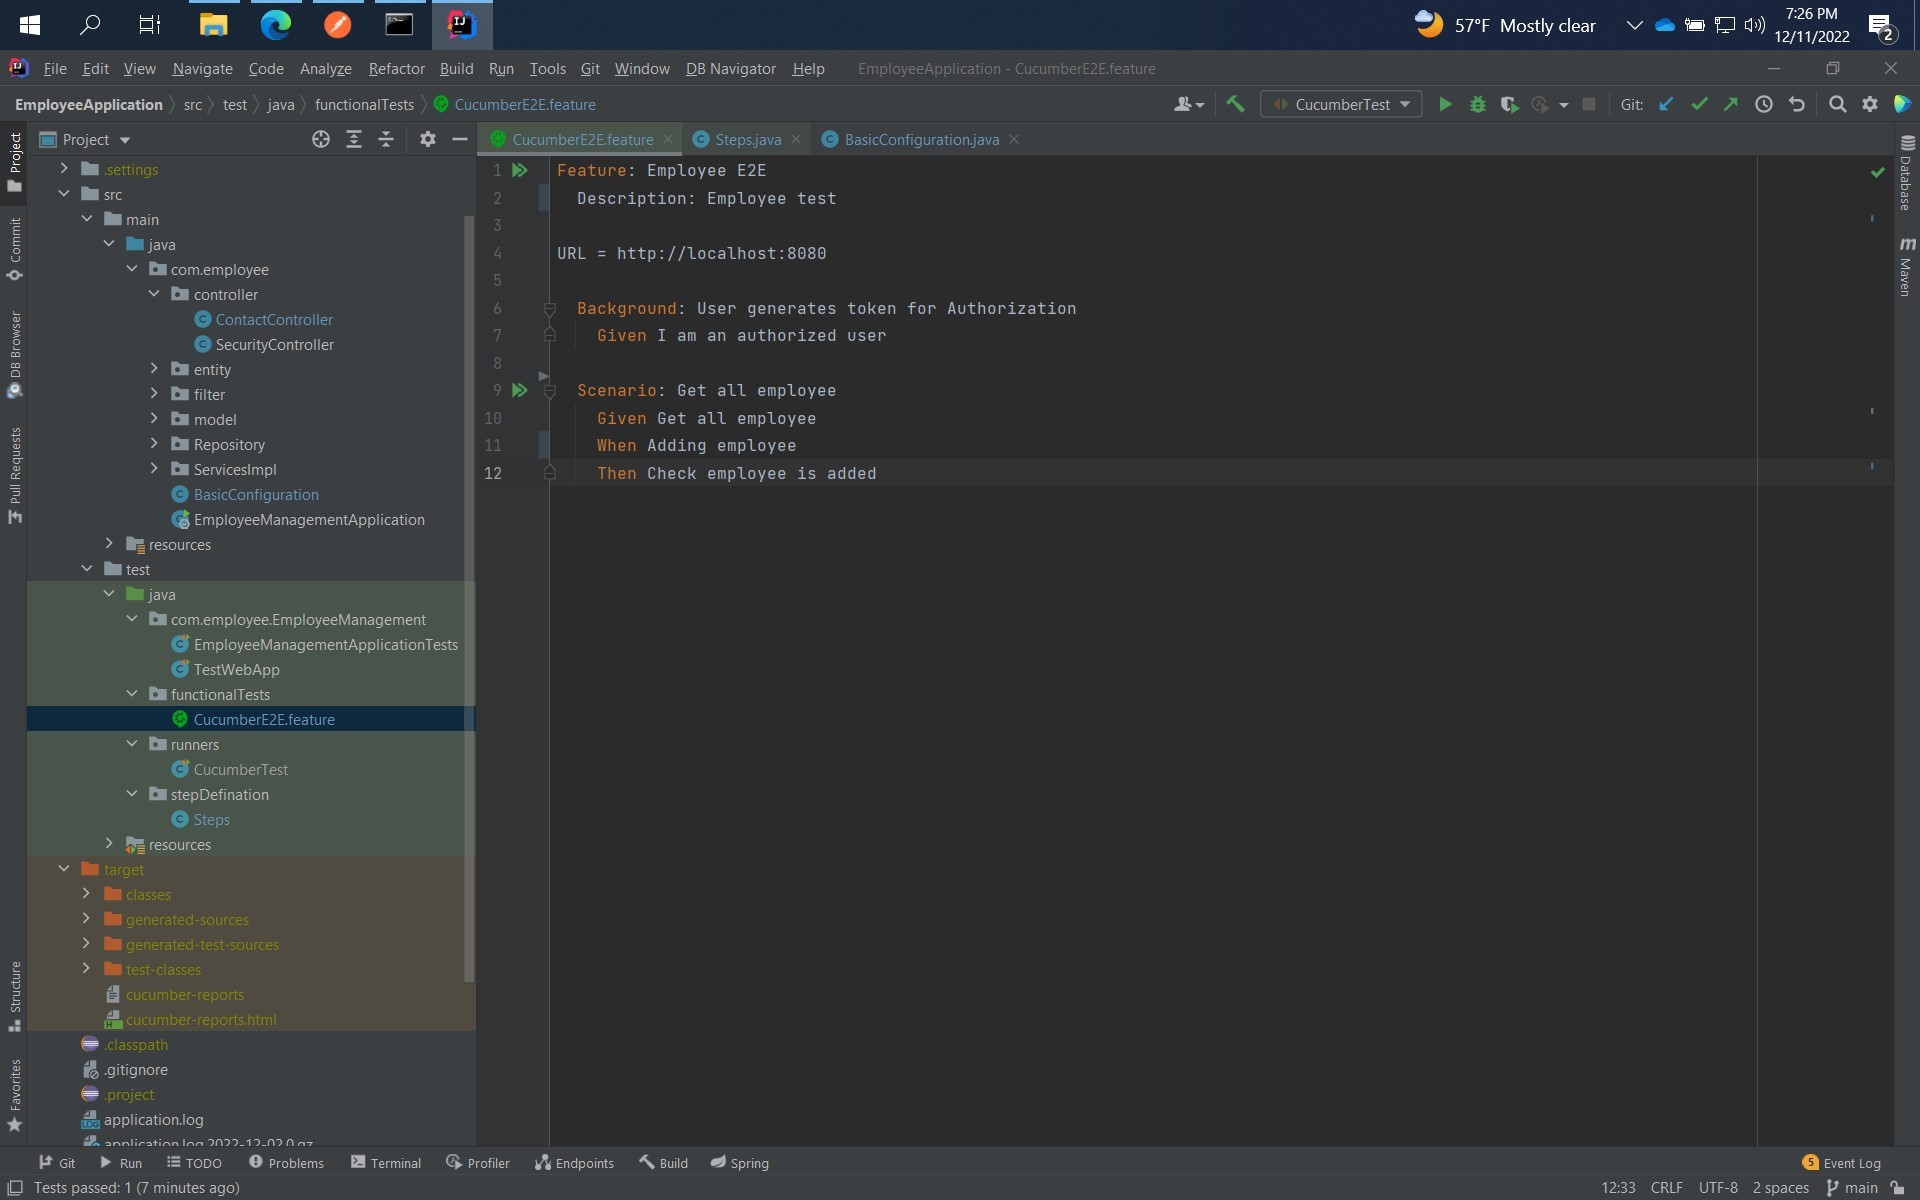 57°F Mostly clear
7:26 PM
12/11/2022
2
File Edit View Navigate Code Analyze Refactor Build Run Tools Git Window DB Navigator Help EmployeeApplication - CucumberE2E.feature
EmployeeApplication src test java functionalTests CucumberE2E.feature
CucumberTest
Git:
Project
CucumberE2E.feature
Steps.java
BasicConfiguration.java
Project
Commit
DB Browser
Pull Requests
Structure
Favorites
.settings
src
main
java
com.employee
controller
ContactController
SecurityController
entity
filter
model
Repository
ServicesImpl
BasicConfiguration
EmployeeManagementApplication
resources
test
java
com.employee.EmployeeManagement
EmployeeManagementApplicationTests
TestWebApp
functionalTests
CucumberE2E.feature
runners
CucumberTest
stepDefination
Steps
resources
target
classes
generated-sources
generated-test-sources
test-classes
cucumber-reports
cucumber-reports.html
.classpath
.gitignore
.project
application.log
application.log.2022-12-02.0.gz
1 Feature: Employee E2E
2 Description: Employee test
3
4 URL = http://localhost:8080
5
6 Background: User generates token for Authorization
7 Given I am an authorized user
8
9 Scenario: Get all employee
10 Given Get all employee
11 When Adding employee
12 Then Check employee is added
Database
m Maven
Git Run TODO Problems Terminal Profiler Endpoints Build Spring
5 Event Log
Tests passed: 1 (7 minutes ago)
12:33 CRLF UTF-8 2 spaces main